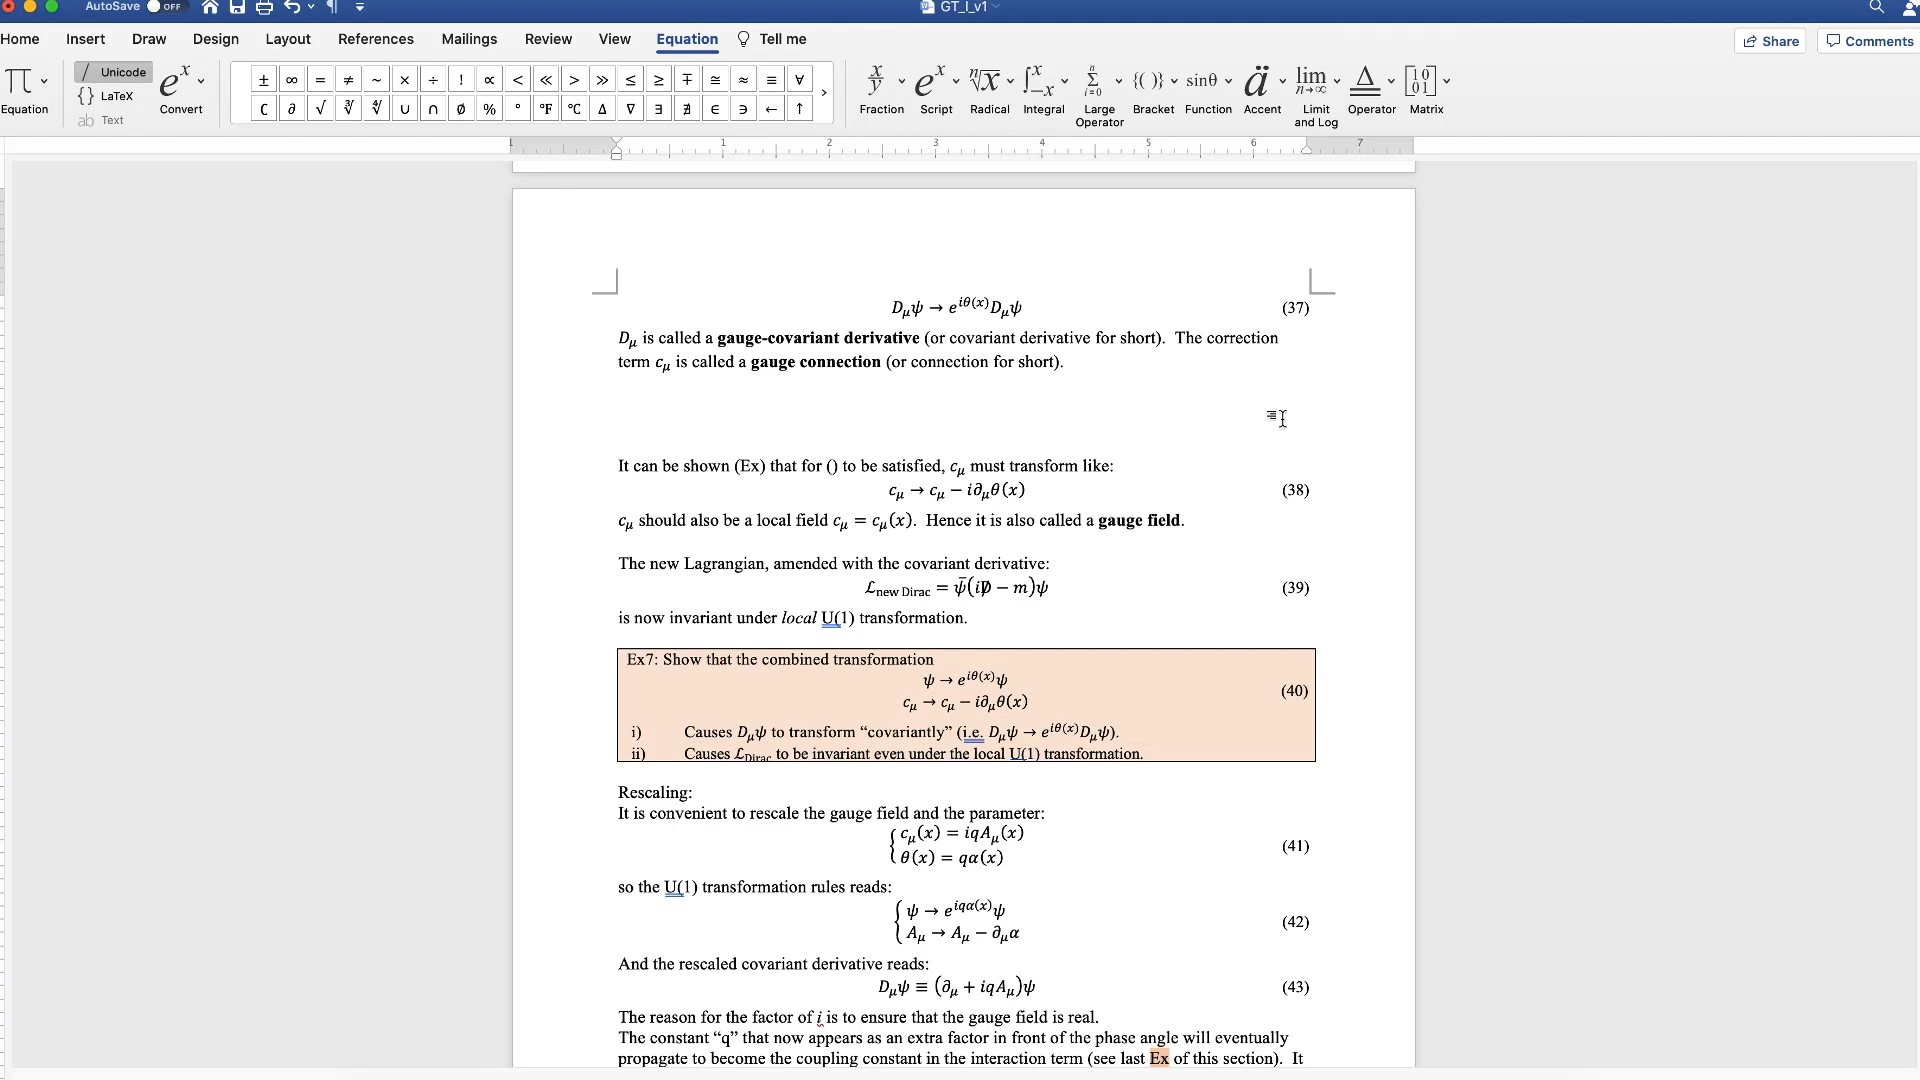 AutoSave OFF GT_I_v1
Home Insert Draw Design Layout References Mailings Review View Equation Tell me Share Comments
Equation
Unicode
LaTeX
Text
Convert
± ∞ = ≠ ~ × ÷ ! ∝ < ≪ > ≫ ≤ ≥ ∓ ≅ ≈ ≡ ∀
∁ ∂ √ ∛ ∜ ∪ ∩ ∅ % ° °F °C ∆ ∇ ∃ ∄ ∈ ∋ ← ↑
Fraction Script Radical Integral Large Operator Bracket Function Accent Limit and Log Operator Matrix
1 1 2 3 4 5 6 7
D_μψ → e^{iθ(x)}D_μψ (37)
D_μ is called a gauge-covariant derivative (or covariant derivative for short). The correction
term c_μ is called a gauge connection (or connection for short).
It can be shown (Ex) that for () to be satisfied, c_μ must transform like:
c_μ → c_μ − i∂_μθ(x) (38)
c_μ should also be a local field c_μ = c_μ(x). Hence it is also called a gauge field.
The new Lagrangian, amended with the covariant derivative:
ℒ_{new Dirac} = ψ̄(iD̸ − m)ψ (39)
is now invariant under local U(1) transformation.
Ex7: Show that the combined transformation
ψ → e^{iθ(x)}ψ
c_μ → c_μ − i∂_μθ(x) (40)
i) Causes D_μψ to transform “covariantly” (i.e. D_μψ → e^{iθ(x)}D_μψ).
ii) Causes ℒ_{Dirac} to be invariant even under the local U(1) transformation.
Rescaling:
It is convenient to rescale the gauge field and the parameter:
{ c_μ(x) = iqA_μ(x)
θ(x) = qα(x) (41)
so the U(1) transformation rules reads:
{ ψ → e^{iqα(x)}ψ
A_μ → A_μ − ∂_μα (42)
And the rescaled covariant derivative reads:
D_μψ ≡ (∂_μ + iqA_μ)ψ (43)
The reason for the factor of i is to ensure that the gauge field is real.
The constant “q” that now appears as an extra factor in front of the phase angle will eventually
propagate to become the coupling constant in the interaction term (see last Ex of this section). It